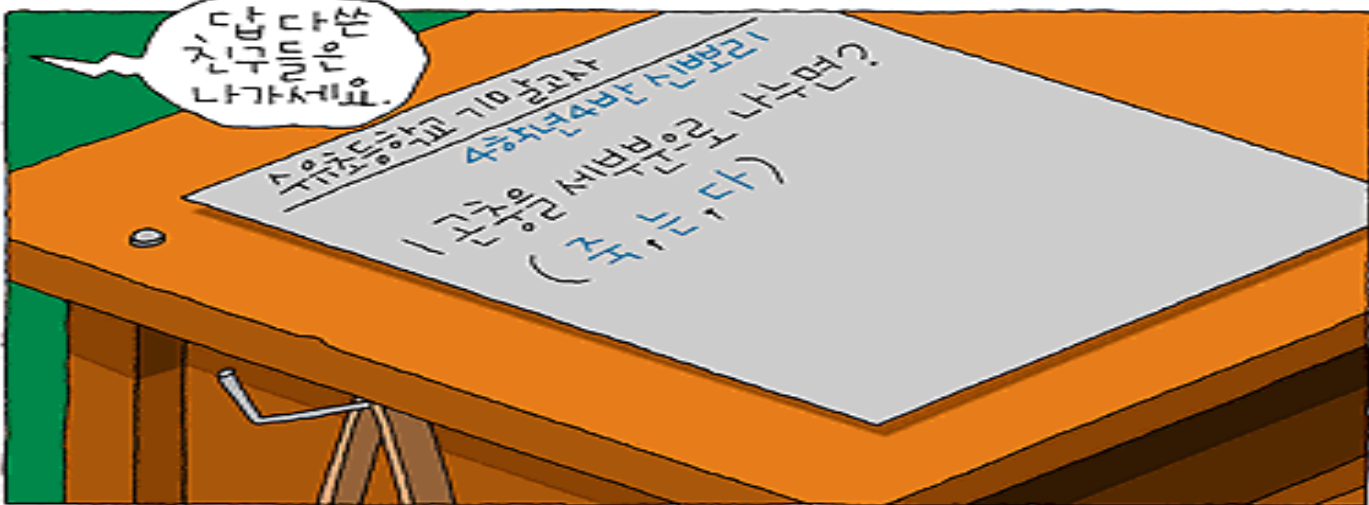 답 다쓴
친구들은
나가세요.
수유초등학교 기말고사
4학년4반 신뽀리
1 곤충을 세부분으로 나누면?
(죽,는,다)